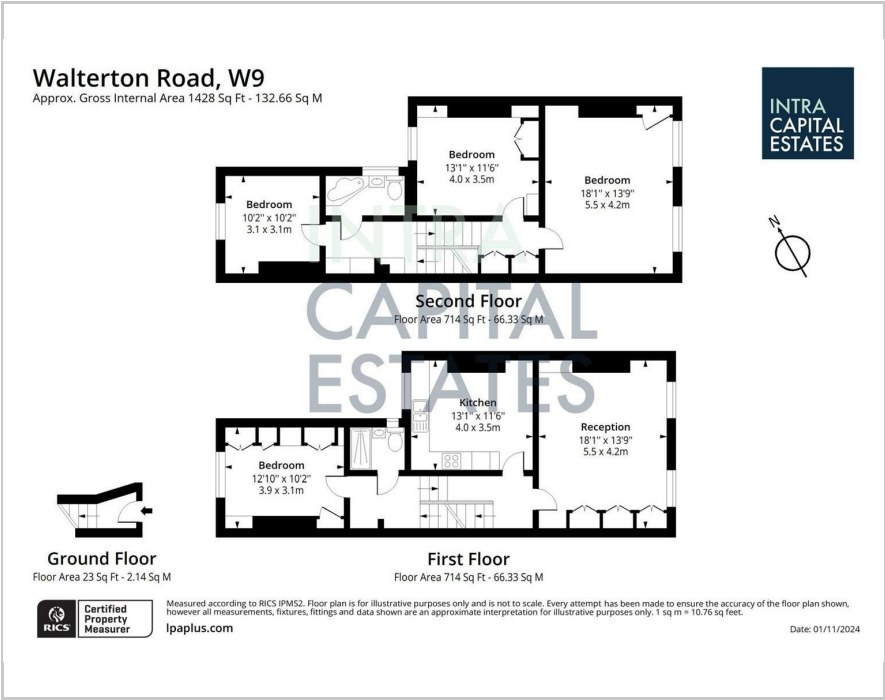 Walterton Road, W9
Approx. Gross Internal Area 1428 Sq Ft - 132.66 Sq M
INTRA
CAPITAL
ESTATES
Bedroom
13'1" x 11'6"
4.0 x 3.5m
Bedroom
18'1" x 13'9"
5.5 x 4.2m
Bedroom
10'2" x 10'2"
3.1 x 3.1m
N
INTRA
CAPITAL
ESTATES
Second Floor
Floor Area 714 Sq Ft - 66.33 Sq M
Kitchen
13'1" x 11'6"
4.0 x 3.5m
Reception
18'1" x 13'9"
5.5 x 4.2m
Bedroom
12'10" x 10'2"
3.9 x 3.1m
Ground Floor
Floor Area 23 Sq Ft - 2.14 Sq M
First Floor
Floor Area 714 Sq Ft - 66.33 Sq M
RICS
Certified
Property
Measurer
Measured according to RICS IPMS2. Floor plan is for illustrative purposes only and is not to scale. Every attempt has been made to ensure the accuracy of the floor plan shown,
however all measurements, fixtures, fittings and data shown are an approximate interpretation for illustrative purposes only. 1 sq m = 10.76 sq feet.
lpaplus.com
Date: 01/11/2024